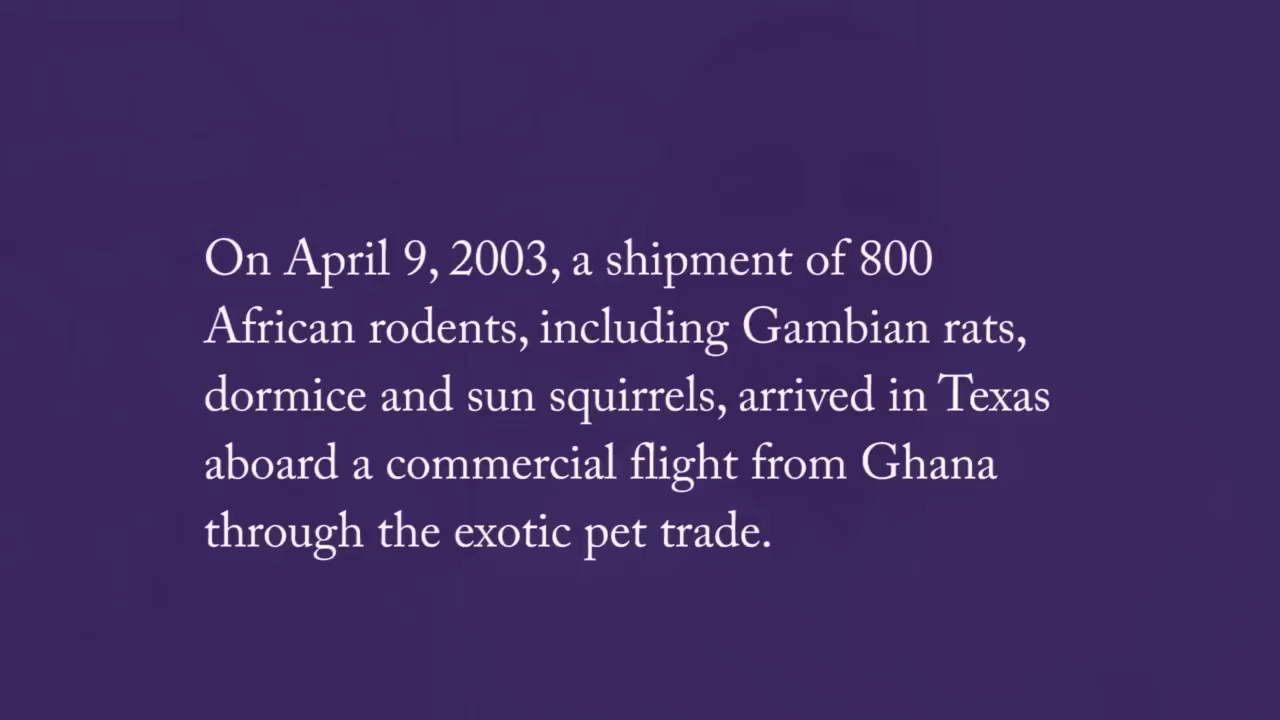 On April 9, 2003, a shipment of 800
African rodents, including Gambian rats,
dormice and sun squirrels, arrived in Texas
aboard a commercial flight from Ghana
through the exotic pet trade.